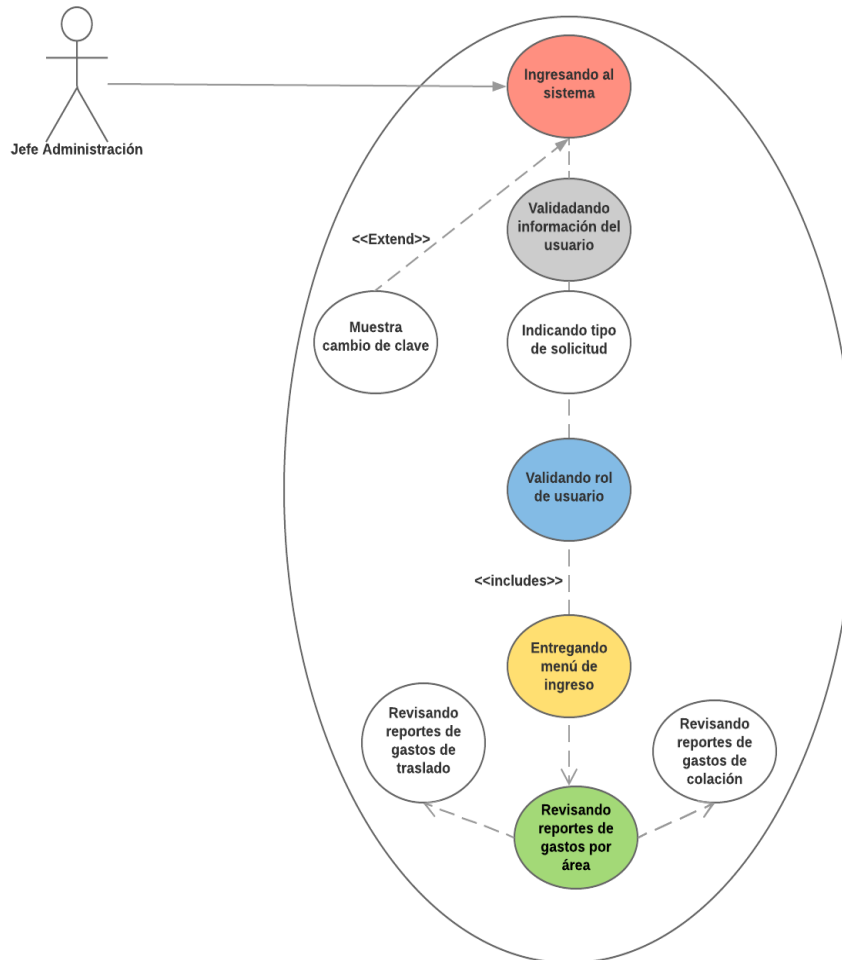 Ingresando al
sistema
Jefe Administración
Validadando
información del
usuario
<<Extend>>
Muestra
cambio de clave
Indicando tipo
de solicitud
Validando rol
de usuario
<<includes>>
Entregando
menú de
ingreso
Revisando
reportes de
gastos de
traslado
Revisando
reportes de
gastos de
colación
Revisando
reportes de
gastos por
área